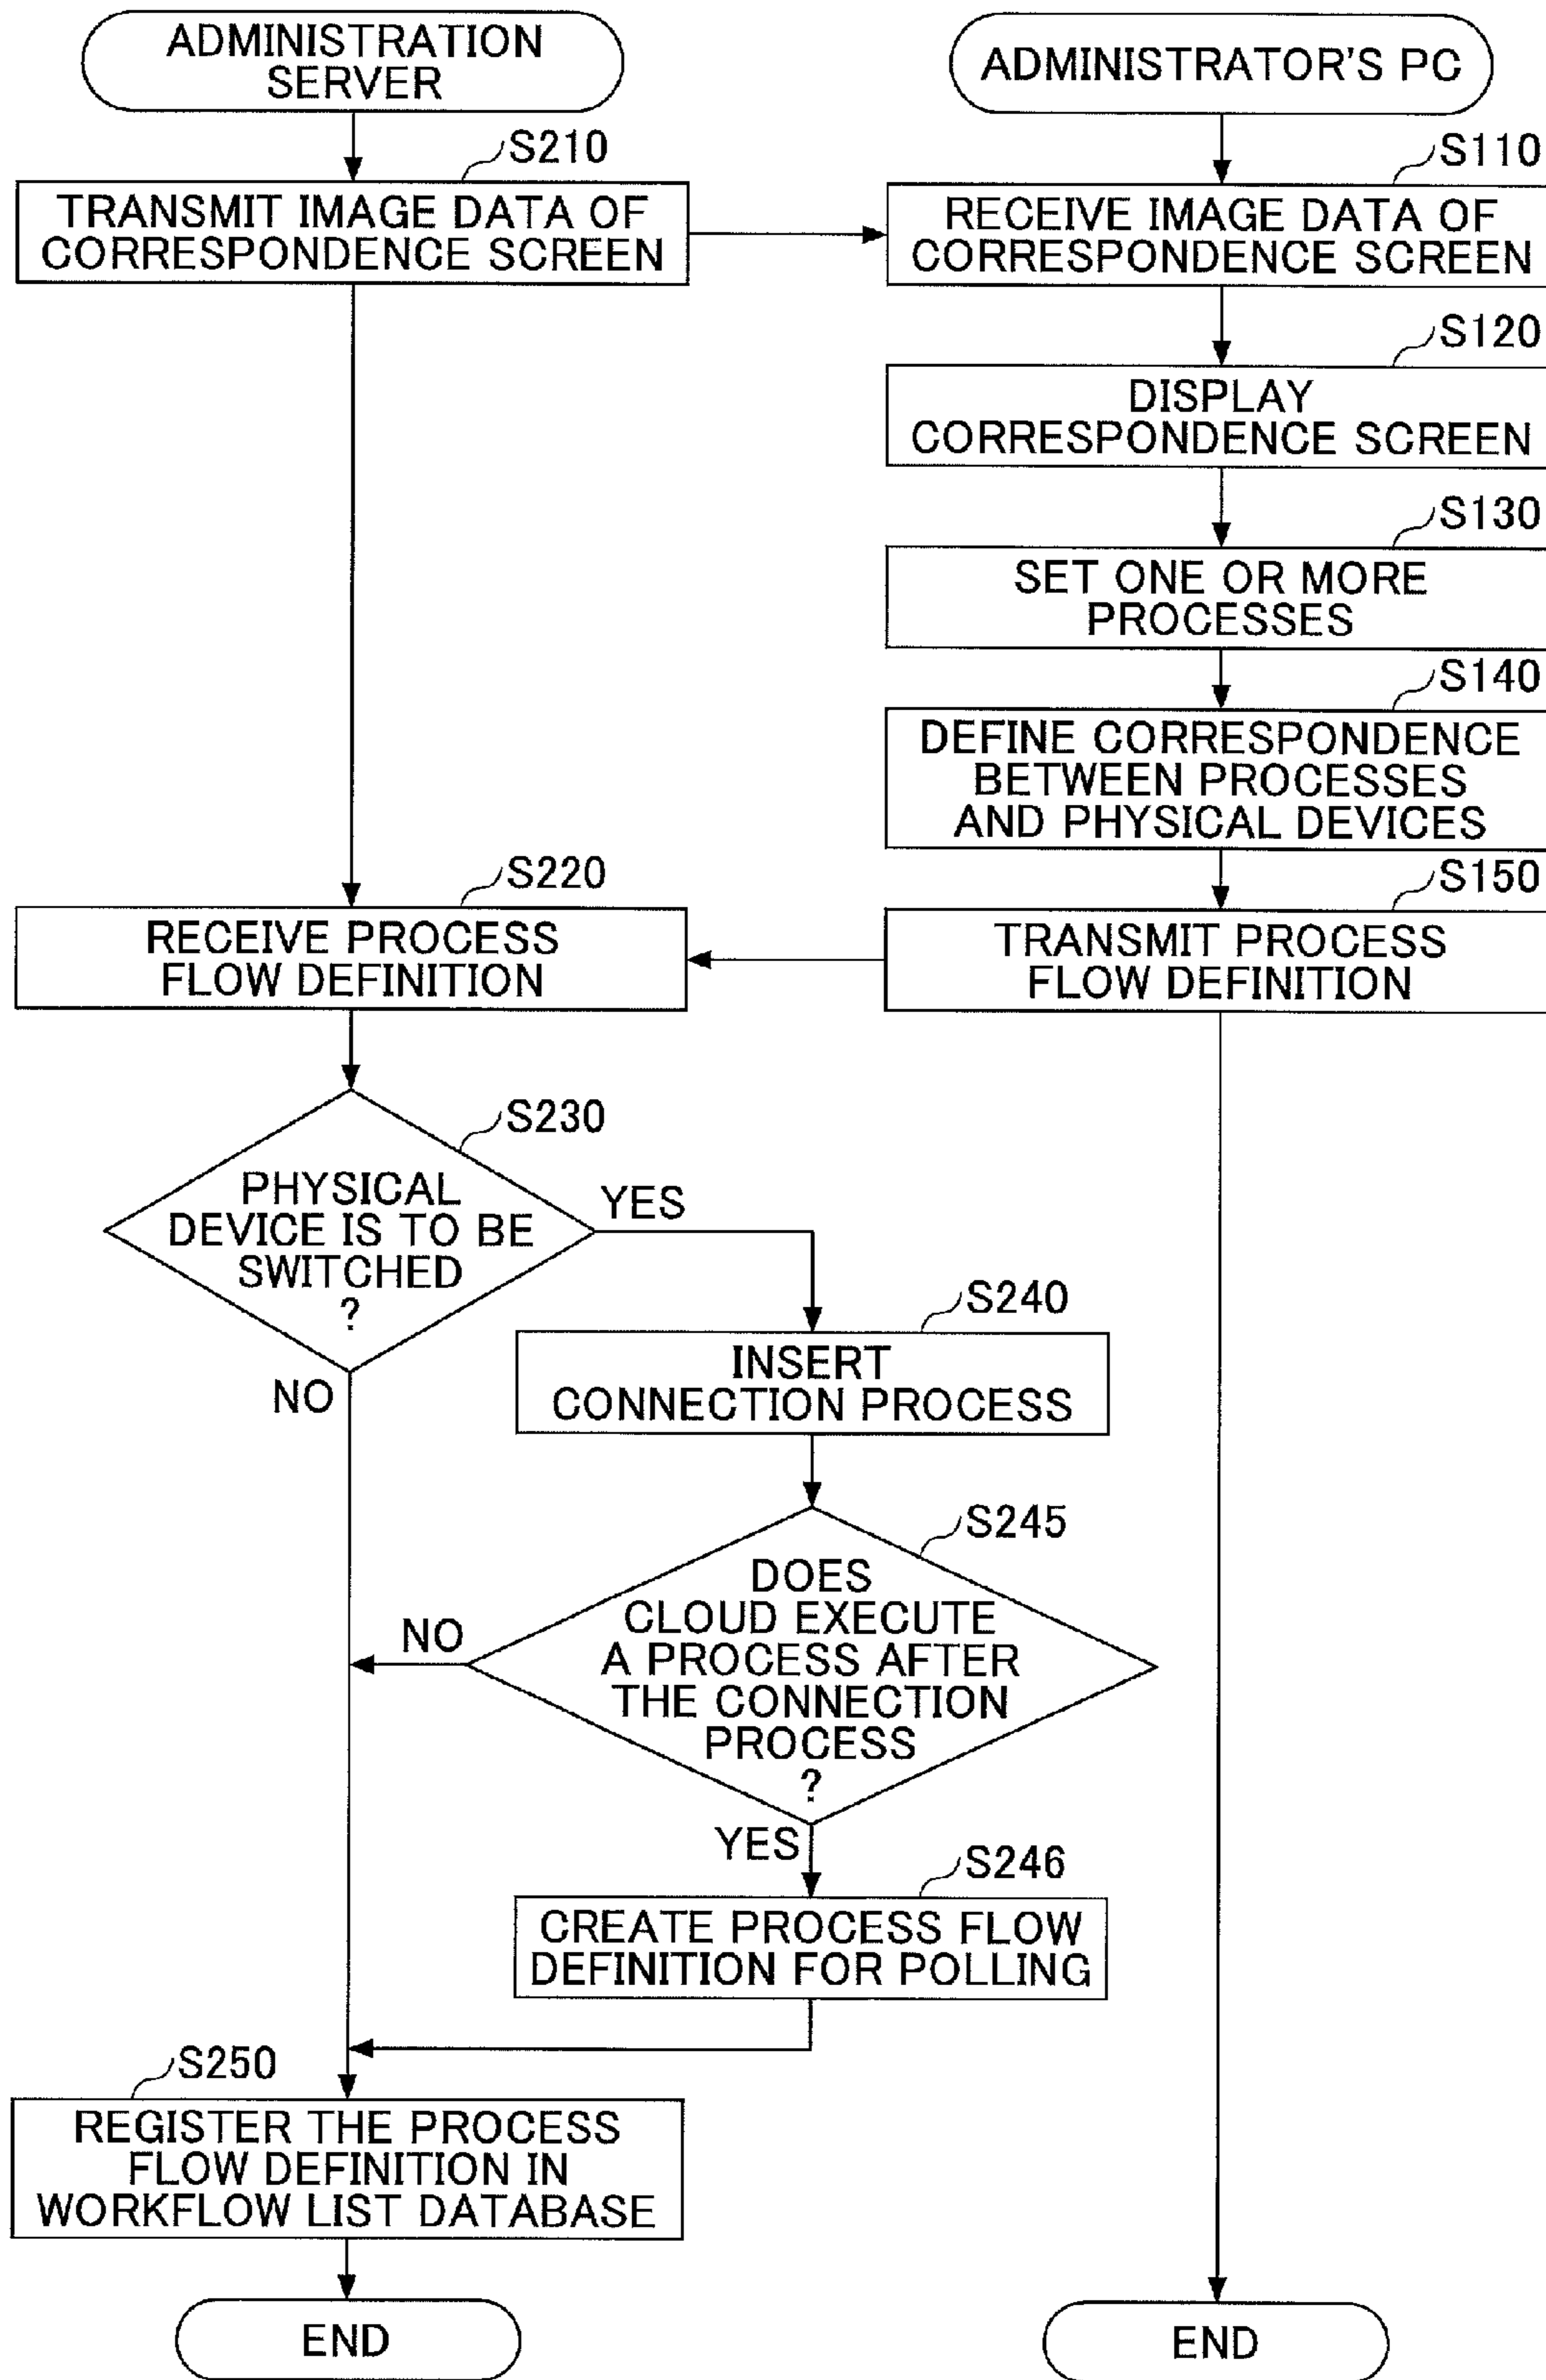 ADMINISTRATION
SERVER
ADMINISTRATOR'S PC
S210
TRANSMIT IMAGE DATA OF
CORRESPONDENCE SCREEN
S110
RECEIVE IMAGE DATA OF
CORRESPONDENCE SCREEN
S120
DISPLAY
CORRESPONDENCE SCREEN
S130
SET ONE OR MORE
PROCESSES
S140
DEFINE CORRESPONDENCE
BETWEEN PROCESSES
AND PHYSICAL DEVICES
S150
TRANSMIT PROCESS
FLOW DEFINITION
S220
RECEIVE PROCESS
FLOW DEFINITION
S230
PHYSICAL
DEVICE IS TO BE
SWITCHED
?
YES
NO
S240
INSERT
CONNECTION PROCESS
S245
DOES
CLOUD EXECUTE
A PROCESS AFTER
THE CONNECTION
PROCESS
?
NO
YES
S246
CREATE PROCESS FLOW
DEFINITION FOR POLLING
S250
REGISTER THE PROCESS
FLOW DEFINITION IN
WORKFLOW LIST DATABASE
END
END